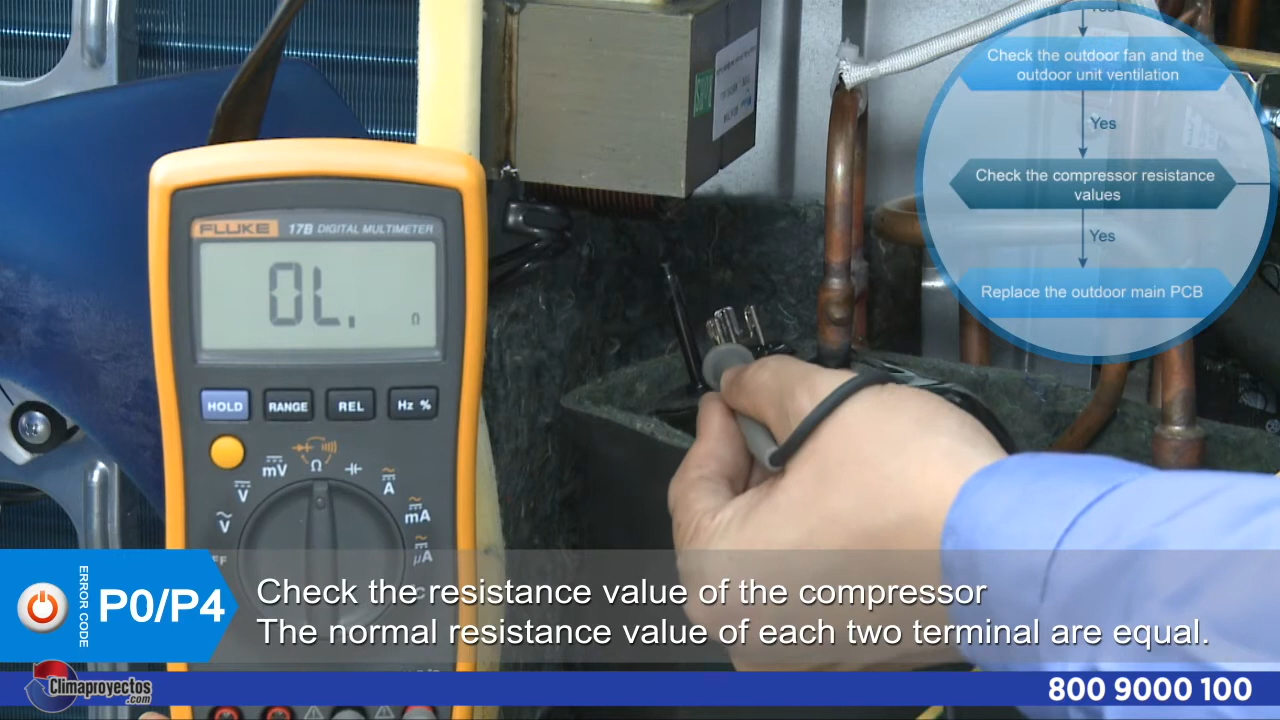 Check the outdoor fan and the
outdoor unit ventilation
Yes
Check the compressor resistance
values
Yes
Replace the outdoor main PCB
FLUKE 17B DIGITAL MULTIMETER
OL.
Ω
HOLD
RANGE
REL
Hz %
mV
Ω
V
A
V
mA
µA
ERROR CODE
P0/P4
Check the resistance value of the compressor
The normal resistance value of each two terminal are equal.
Climaproyectos
.com
800 9000 100